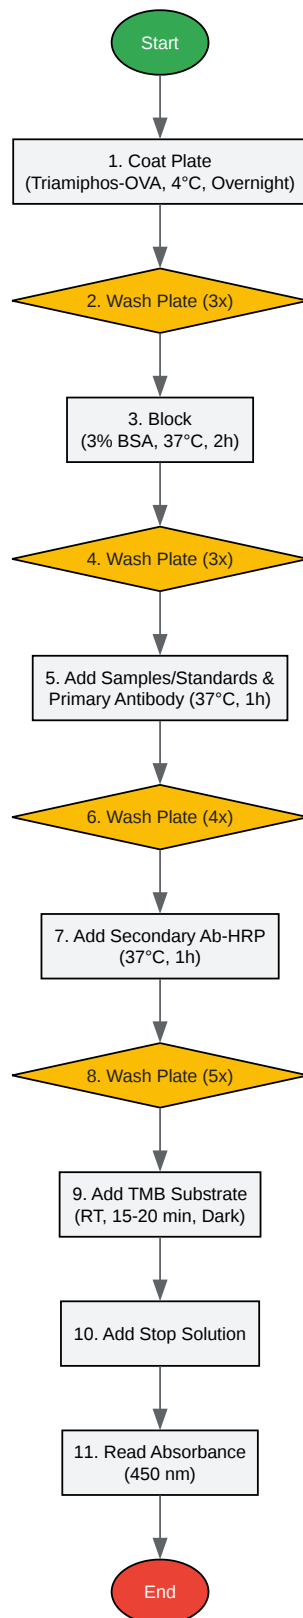 Start
1. Coat Plate
(Triamiphos-OVA, 4°C, Overnight)
2. Wash Plate (3x)
3. Block
(3% BSA, 37°C, 2h)
4. Wash Plate (3x)
5. Add Samples/Standards &
Primary Antibody (37°C, 1h)
6. Wash Plate (4x)
7. Add Secondary Ab-HRP
(37°C, 1h)
8. Wash Plate (5x)
9. Add TMB Substrate
(RT, 15-20 min, Dark)
10. Add Stop Solution
11. Read Absorbance
(450 nm)
End